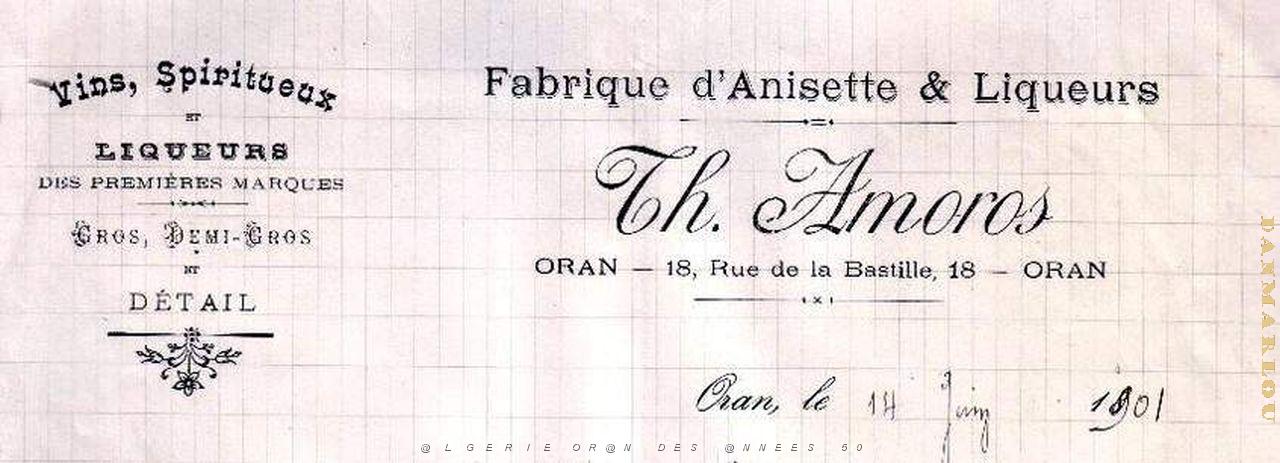 Vins, Spiritueux
ET
LIQUEURS
DES PREMIÈRES MARQUES
GROS, DEMI-GROS
ET
DÉTAIL
Fabrique d'Anisette & Liqueurs
Th. Amoros
ORAN — 18, Rue de la Bastille, 18 — ORAN
Oran, le 14 Juin 1901
@LGERIE OR@N DES @NNEES 50
DANMARLOU